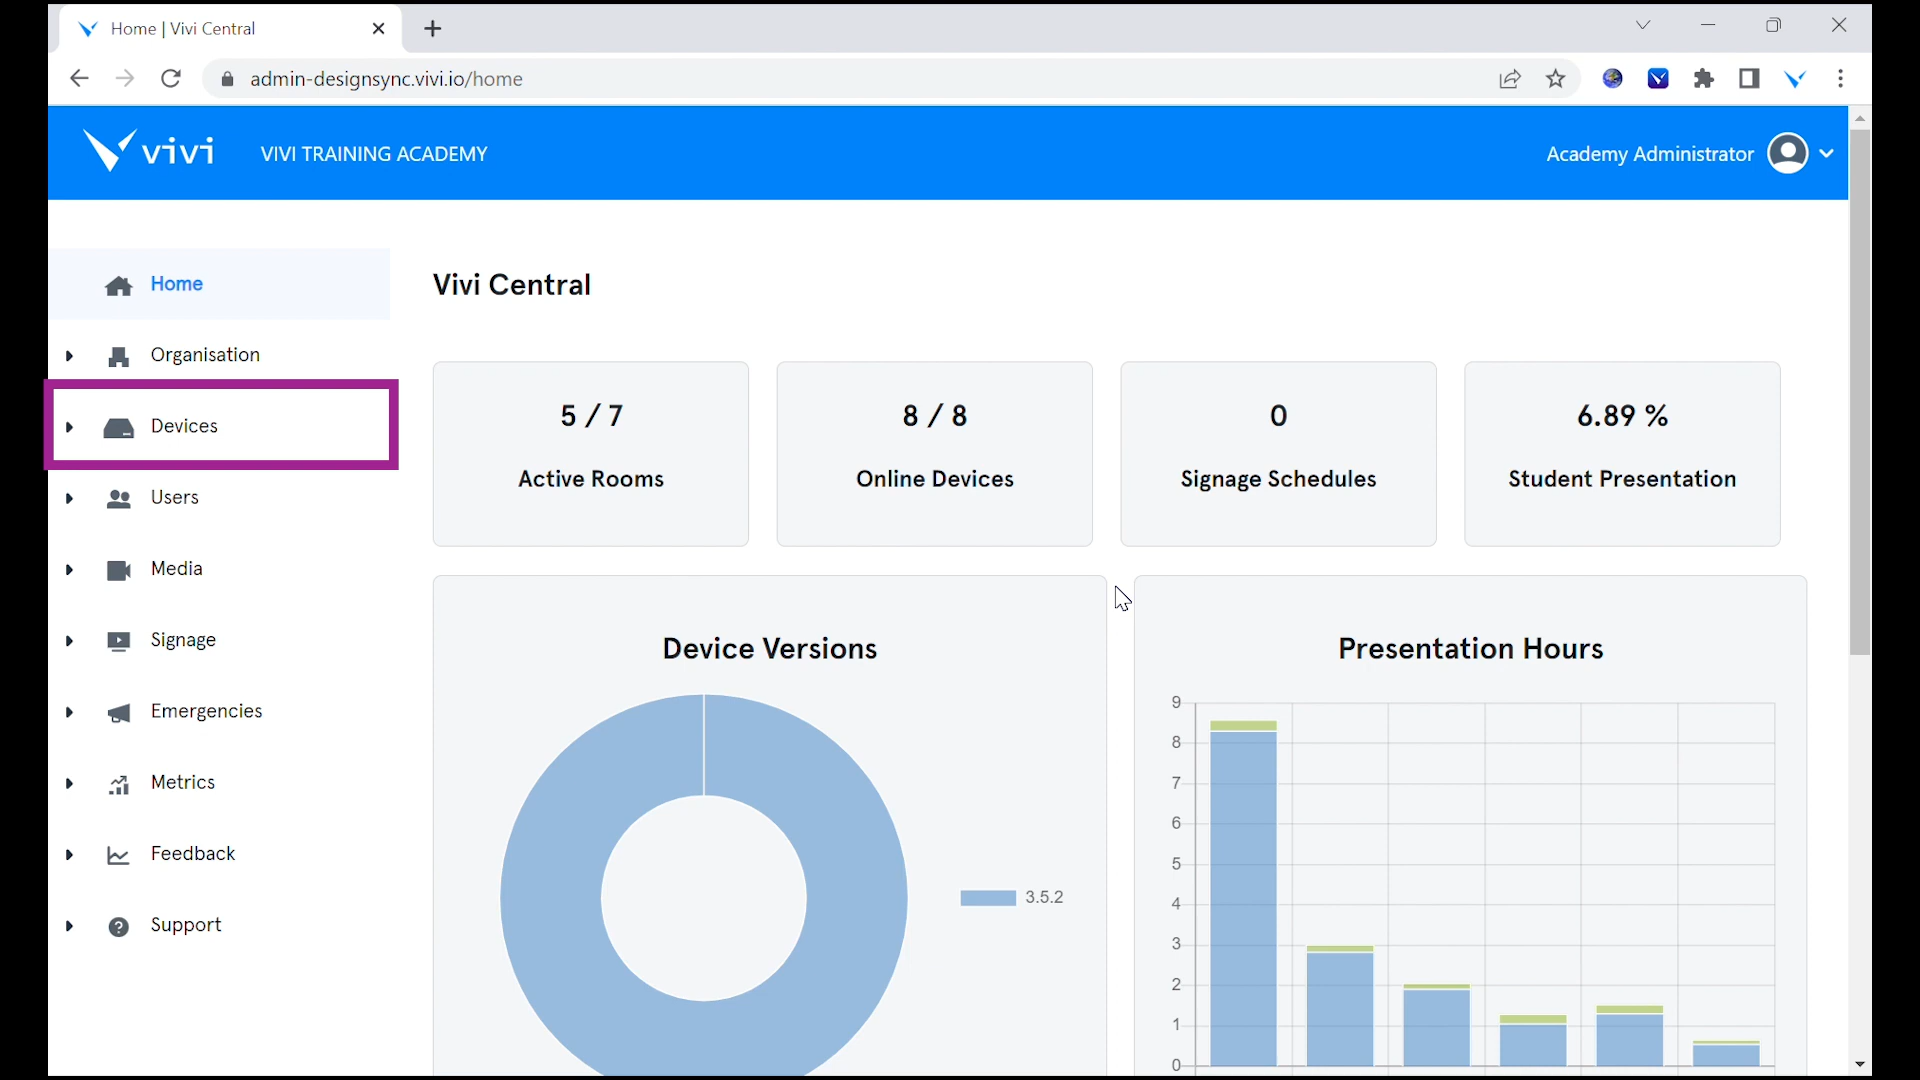 Home | Vivi Central
admin-designsync.vivi.io/home
vivi
VIVI TRAINING ACADEMY
Academy Administrator
Home
Organisation
Devices
Users
Media
Signage
Emergencies
Metrics
Feedback
Support
Vivi Central
5 / 7
Active Rooms
8 / 8
Online Devices
0
Signage Schedules
6.89 %
Student Presentation
Device Versions
3.5.2
Presentation Hours
9
8
7
6
5
4
3
2
1
0